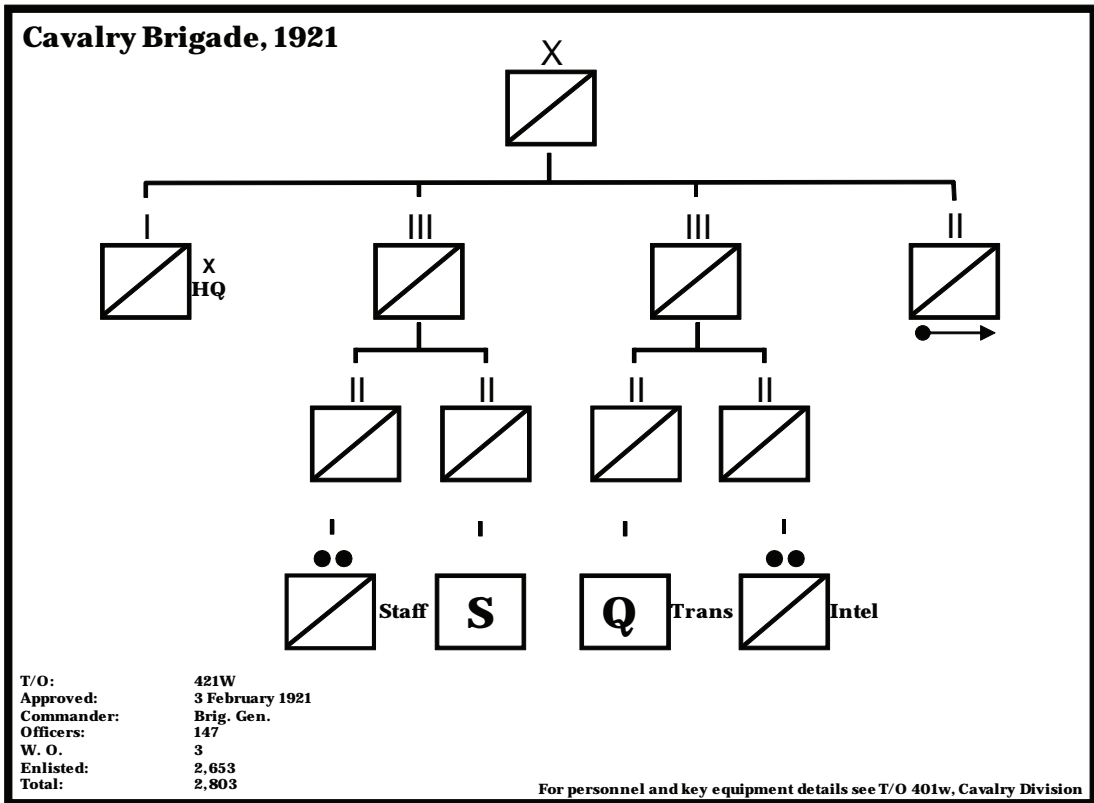 Cavalry Brigade, 1921
X
I III III II
X
HQ
II II II II
Staff S Q Trans Intel
T/O: 421W
Approved: 3 February 1921
Commander: Brig. Gen.
Officers: 147
W. O. 3
Enlisted: 2,653
Total: 2,803
For personnel and key equipment details see T/O 401w, Cavalry Division